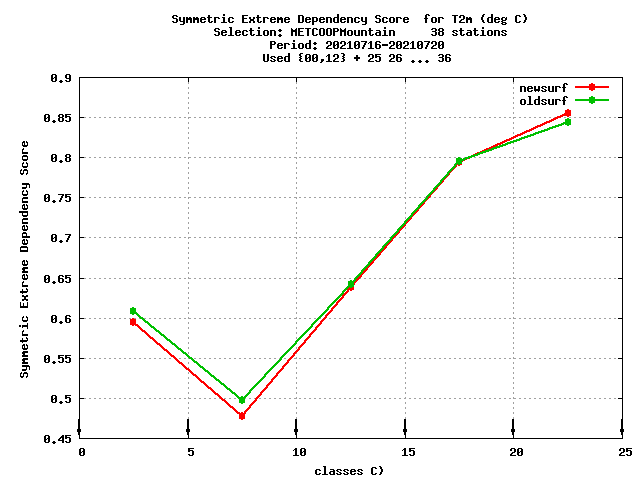 Symmetric Extreme Dependency Score  for T2m (deg C)
Selection: METCOOPMountain     38 stations
Period: 20210716-20210720
Used {00,12} + 25 26 ... 36
newsurf
oldsurf
Symmetric Extreme Dependency Score
0.9
0.85
0.8
0.75
0.7
0.65
0.6
0.55
0.5
0.45
0 5 10 15 20 25
classes C)